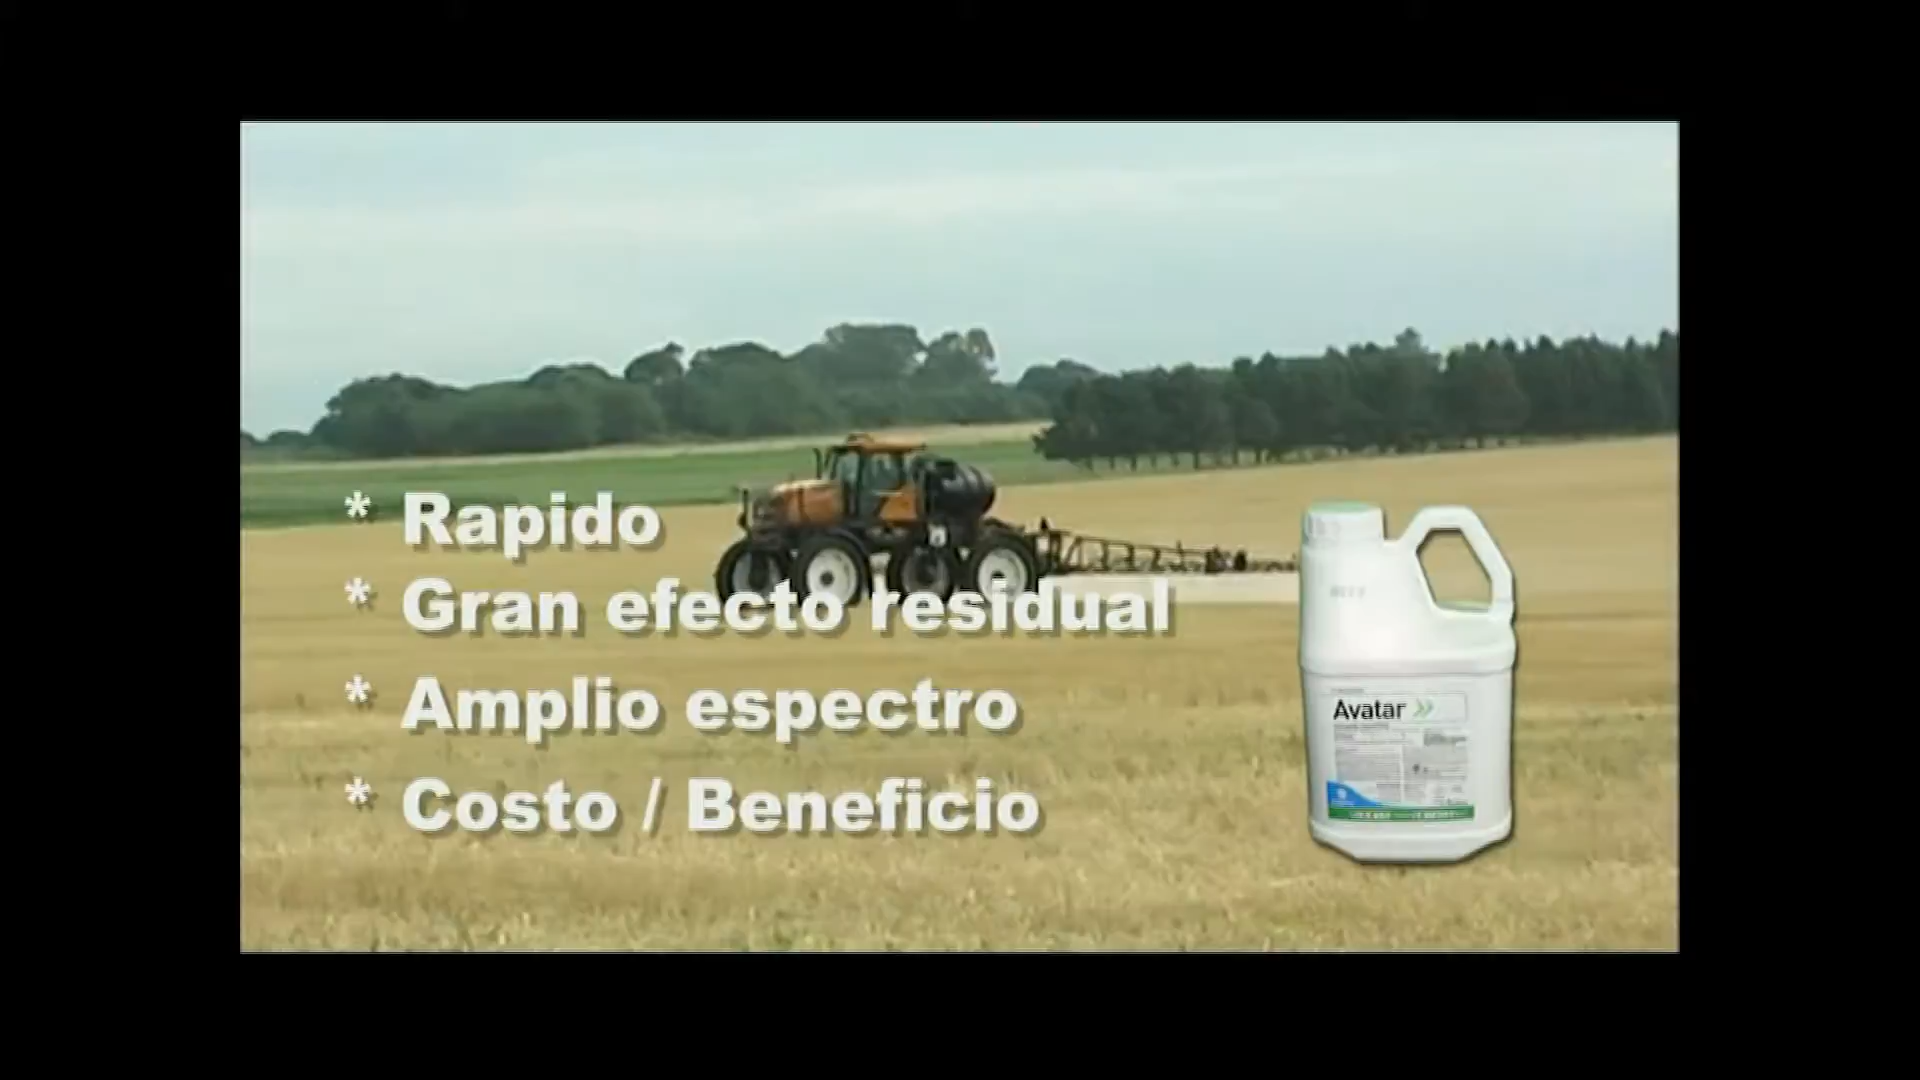 * Rapido
* Gran efecto residual
* Amplio espectro
* Costo / Beneficio
Avatar